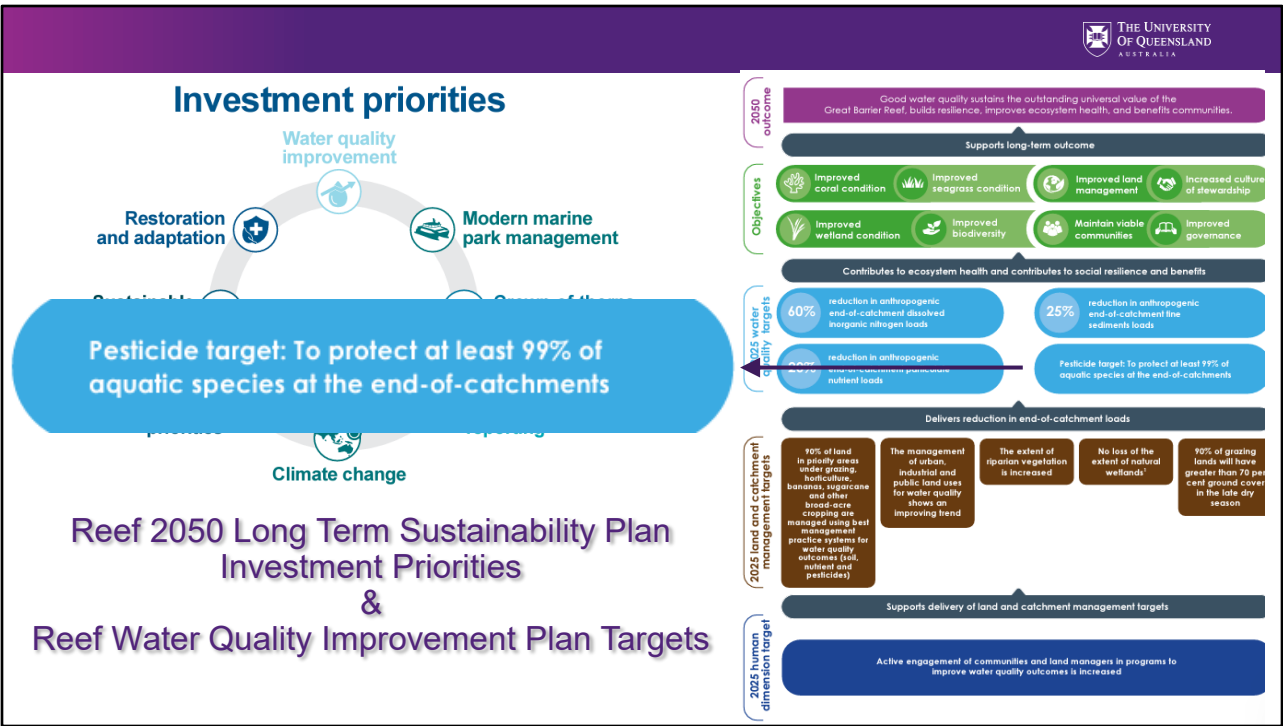 THE UNIVERSITY
OF QUEENSLAND
AUSTRALIA
Investment priorities
Water quality
improvement
Restoration
and adaptation
Modern marine
park management
Pesticide target: To protect at least 99% of
aquatic species at the end-of-catchments
Climate change
Reef 2050 Long Term Sustainability Plan
Investment Priorities
&
Reef Water Quality Improvement Plan Targets
2050
outcome
Good water quality sustains the outstanding universal value of the
Great Barrier Reef, builds resilience, improves ecosystem health, and benefits communities.
Supports long-term outcome
Objectives
Improved
coral condition
Improved
seagrass condition
Improved land
management
Increased culture
of stewardship
Improved
wetland condition
Improved
biodiversity
Maintain viable
communities
Improved
governance
Contributes to ecosystem health and contributes to social resilience and benefits
2025 water
quality targets
60%
reduction in anthropogenic
end-of-catchment dissolved
inorganic nitrogen loads
25%
reduction in anthropogenic
end-of-catchment fine
sediments loads
20%
reduction in anthropogenic
end-of-catchment particulate
nutrient loads
Pesticide target: To protect at least 99% of
aquatic species at the end-of-catchments
Delivers reduction in end-of-catchment loads
2025 land and catchment
management targets
90% of land
in priority areas
under grazing,
horticulture,
bananas, sugarcane
and other
broad-acre
cropping are
managed using best
management
practice systems for
water quality
outcomes (soil,
nutrient and
pesticides)
The management
of urban,
industrial and
public land uses
for water quality
shows an
improving trend
The extent of
riparian vegetation
is increased
No loss of the
extent of natural
wetlands¹
90% of grazing
lands will have
greater than 70 per
cent ground cover
in the late dry
season
Supports delivery of land and catchment management targets
2025 human
dimension target
Active engagement of communities and land managers in programs to
improve water quality outcomes is increased